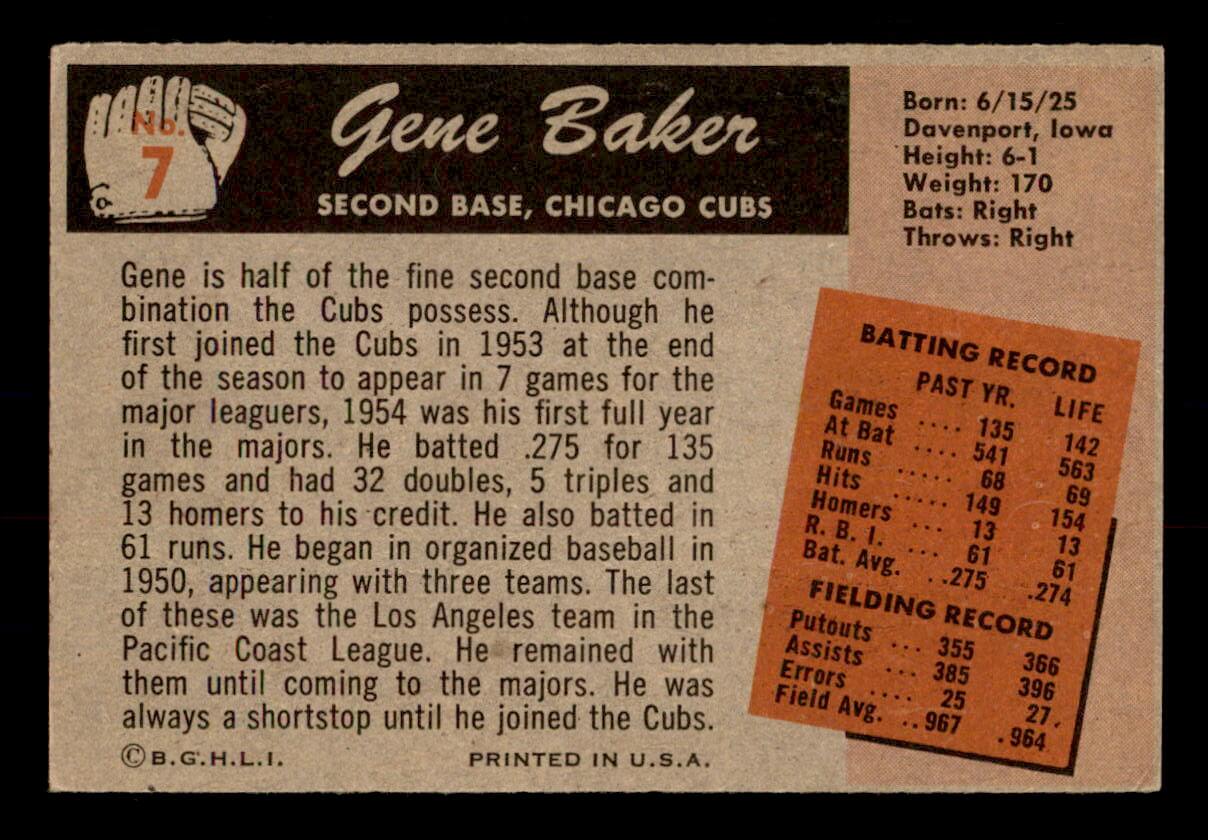 No.
7
Gene Baker
SECOND BASE, CHICAGO CUBS
Born: 6/15/25
Davenport, Iowa
Height: 6-1
Weight: 170
Bats: Right
Throws: Right
Gene is half of the fine second base com-
bination the Cubs possess. Although he
first joined the Cubs in 1953 at the end
of the season to appear in 7 games for the
major leaguers, 1954 was his first full year
in the majors. He batted .275 for 135
games and had 32 doubles, 5 triples and
13 homers to his credit. He also batted in
61 runs. He began in organized baseball in
1950, appearing with three teams. The last
of these was the Los Angeles team in the
Pacific Coast League. He remained with
them until coming to the majors. He was
always a shortstop until he joined the Cubs.
© B.G.H.L.I. PRINTED IN U.S.A.
BATTING RECORD
PAST YR. LIFE
Games .... 135 142
At Bat .... 541 563
Runs ..... 68 69
Hits ..... 149 154
Homers ... 13 13
R. B. I. ... 61 61
Bat. Avg. ..275 .274
FIELDING RECORD
Putouts ... 355 366
Assists ... 385 396
Errors .... 25 27.
Field Avg. ..967 .964